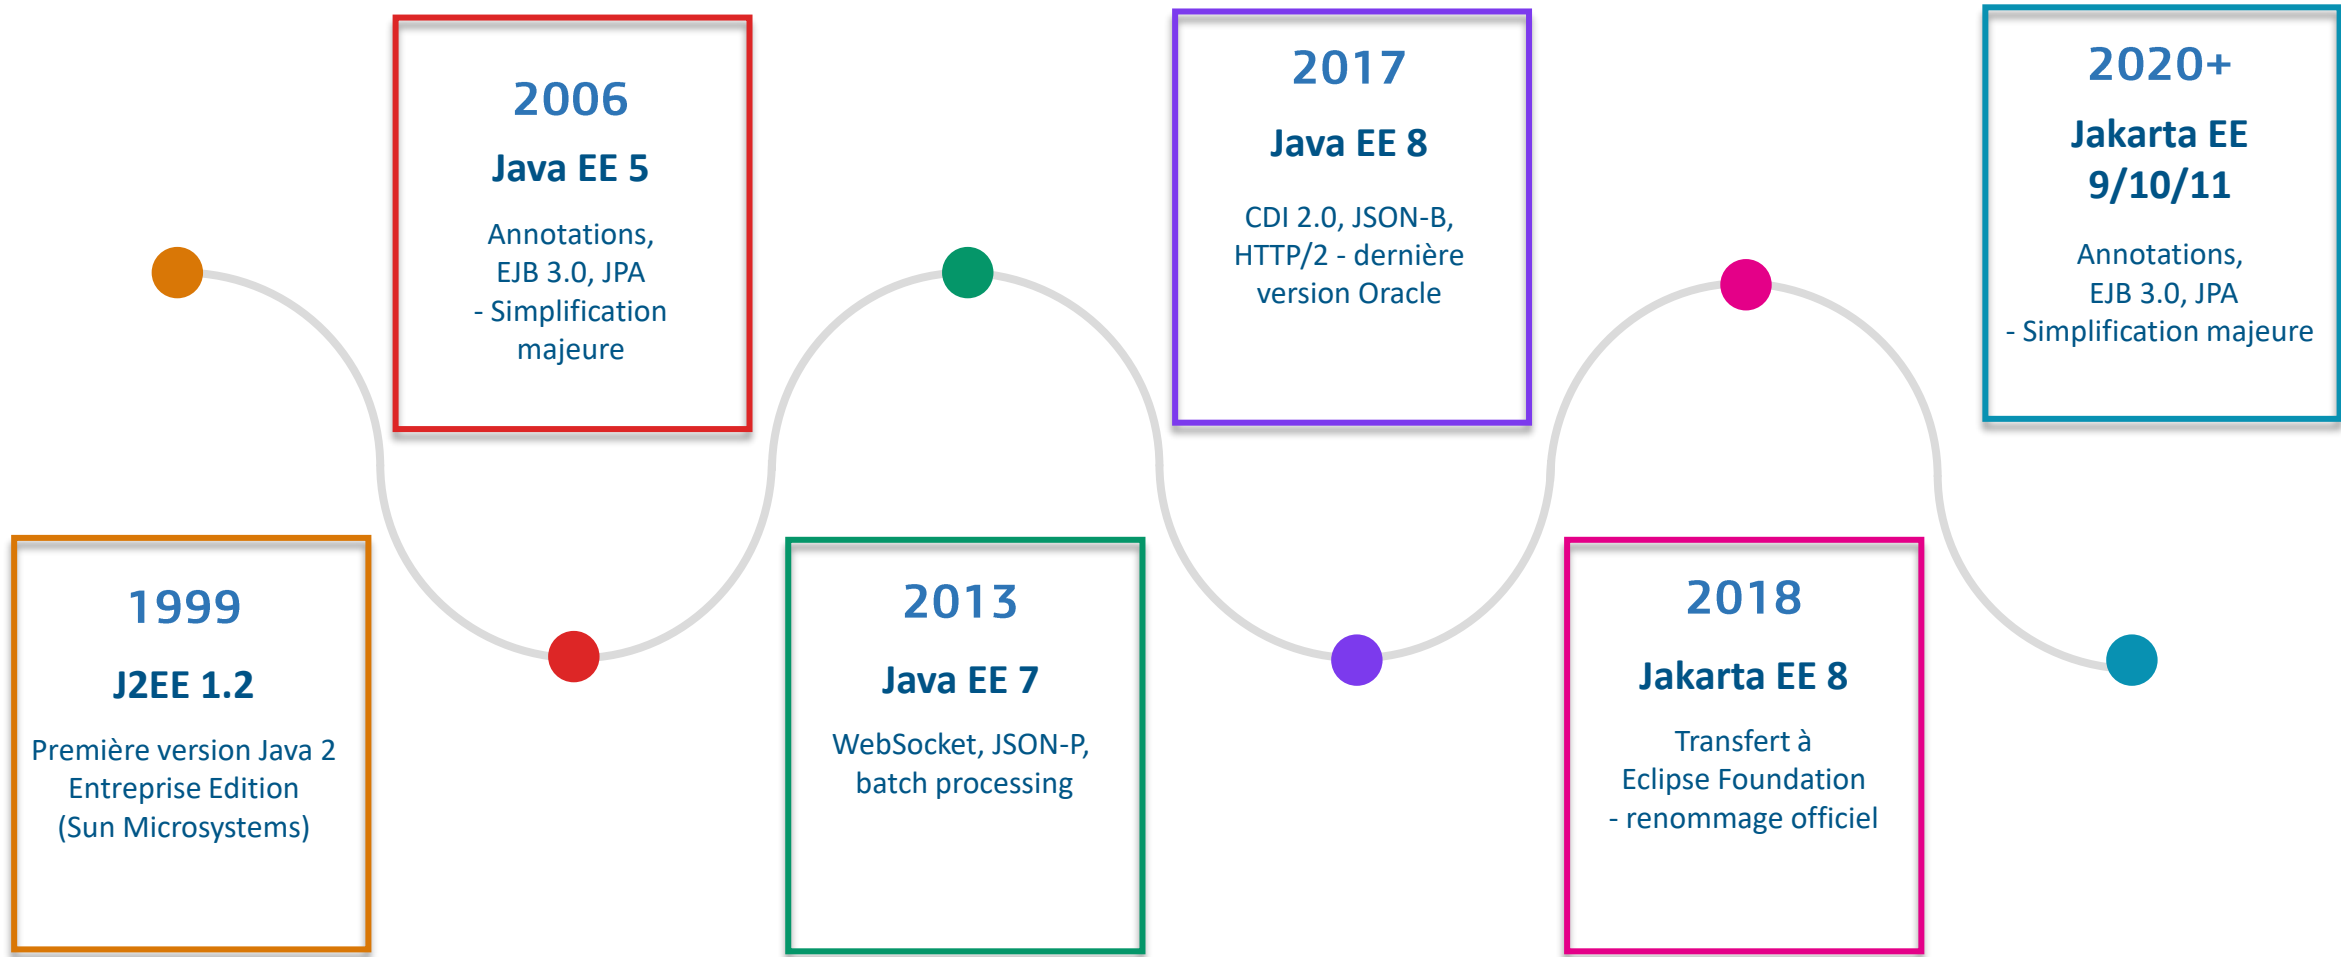 1999
J2EE 1.2
Première version Java 2
Entreprise Edition
(Sun Microsystems)
2006
Java EE 5
Annotations,
EJB 3.0, JPA
- Simplification
majeure
2013
Java EE 7
WebSocket, JSON-P,
batch processing
2017
Java EE 8
CDI 2.0, JSON-B,
HTTP/2 - dernière
version Oracle
2018
Jakarta EE 8
Transfert à
Eclipse Foundation
- renommage officiel
2020+
Jakarta EE
9/10/11
Annotations,
EJB 3.0, JPA
- Simplification majeure